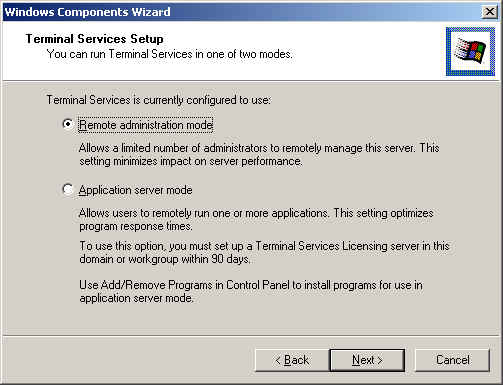 Windows Components Wizard
Terminal Services Setup
You can run Terminal Services in one of two modes.
Terminal Services is currently configured to use:
Remote administration mode
Allows a limited number of administrators to remotely manage this server. This
setting minimizes impact on server performance.
Application server mode
Allows users to remotely run one or more applications. This setting optimizes
program response times.
To use this option, you must set up a Terminal Services Licensing server in this
domain or workgroup within 90 days.
Use Add/Remove Programs in Control Panel to install programs for use in
application server mode.
< Back
Next >
Cancel